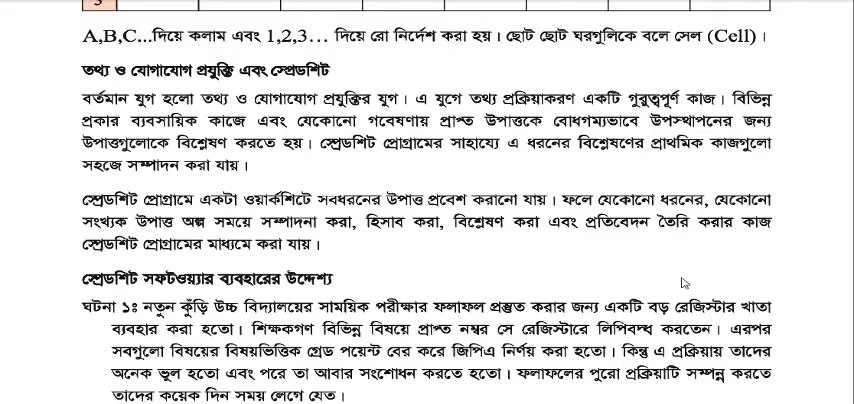 3
A,B,C...দিয়ে কলাম এবং 1,2,3... দিয়ে রো নির্দেশ করা হয়। ছোট ছোট ঘরগুলিকে বলে সেল (Cell)।
তথ্য ও যোগাযোগ প্রযুক্তি এবং স্প্রেডশিট
বর্তমান যুগ হলো তথ্য ও যোগাযোগ প্রযুক্তির যুগ। এ যুগে তথ্য প্রক্রিয়াকরণ একটি গুরুত্বপূর্ণ কাজ। বিভিন্ন
প্রকার ব্যবসায়িক কাজে এবং যেকোনো গবেষণায় প্রাপ্ত উপাত্তকে বোধগম্যভাবে উপস্থাপনের জন্য
উপাত্তগুলোকে বিশ্লেষণ করতে হয়। স্প্রেডশিট প্রোগ্রামের সাহায্যে এ ধরনের বিশ্লেষণের প্রাথমিক কাজগুলো
সহজে সম্পাদন করা যায়।
স্প্রেডশিট প্রোগ্রামে একটা ওয়ার্কশিটে সবধরনের উপাত্ত প্রবেশ করানো যায়। ফলে যেকোনো ধরনের, যেকোনো
সংখ্যক উপাত্ত অল্প সময়ে সম্পাদনা করা, হিসাব করা, বিশ্লেষণ করা এবং প্রতিবেদন তৈরি করার কাজ
স্প্রেডশিট প্রোগ্রামের মাধ্যমে করা যায়।
স্প্রেডশিট সফটওয়্যার ব্যবহারের উদ্দেশ্য
ঘটনা ১ঃ নতুন কুঁড়ি উচ্চ বিদ্যালয়ের সাময়িক পরীক্ষার ফলাফল প্রস্তুত করার জন্য একটি বড় রেজিস্টার খাতা
ব্যবহার করা হতো। শিক্ষকগণ বিভিন্ন বিষয়ে প্রাপ্ত নম্বর সে রেজিস্টারে লিপিবদ্ধ করতেন। এরপর
সবগুলো বিষয়ের বিষয়ভিত্তিক গ্রেড পয়েন্ট বের করে জিপিএ নির্ণয় করা হতো। কিন্তু এ প্রক্রিয়ায় তাদের
অনেক ভুল হতো এবং পরে তা আবার সংশোধন করতে হতো। ফলাফলের পুরো প্রক্রিয়াটি সম্পন্ন করতে
তাদের কয়েক দিন সময় লেগে যেত।